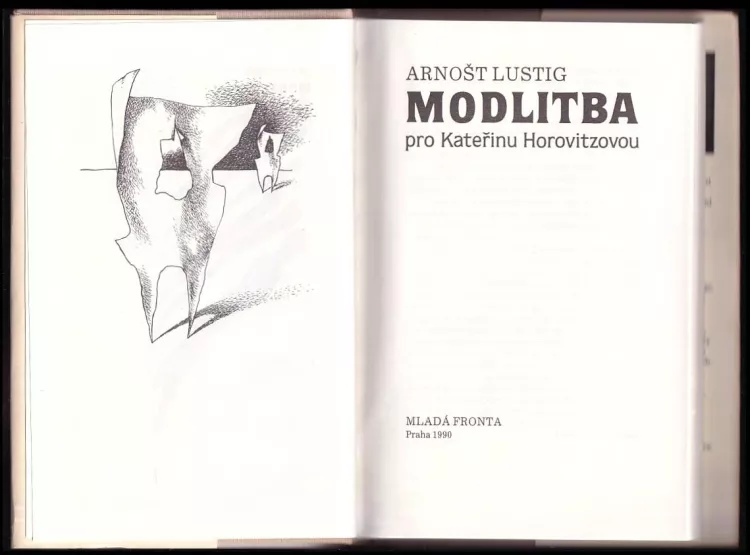 ARNOŠT LUSTIG
MODLITBA
pro Kateřinu Horovitzovou
MLADÁ FRONTA
Praha 1990